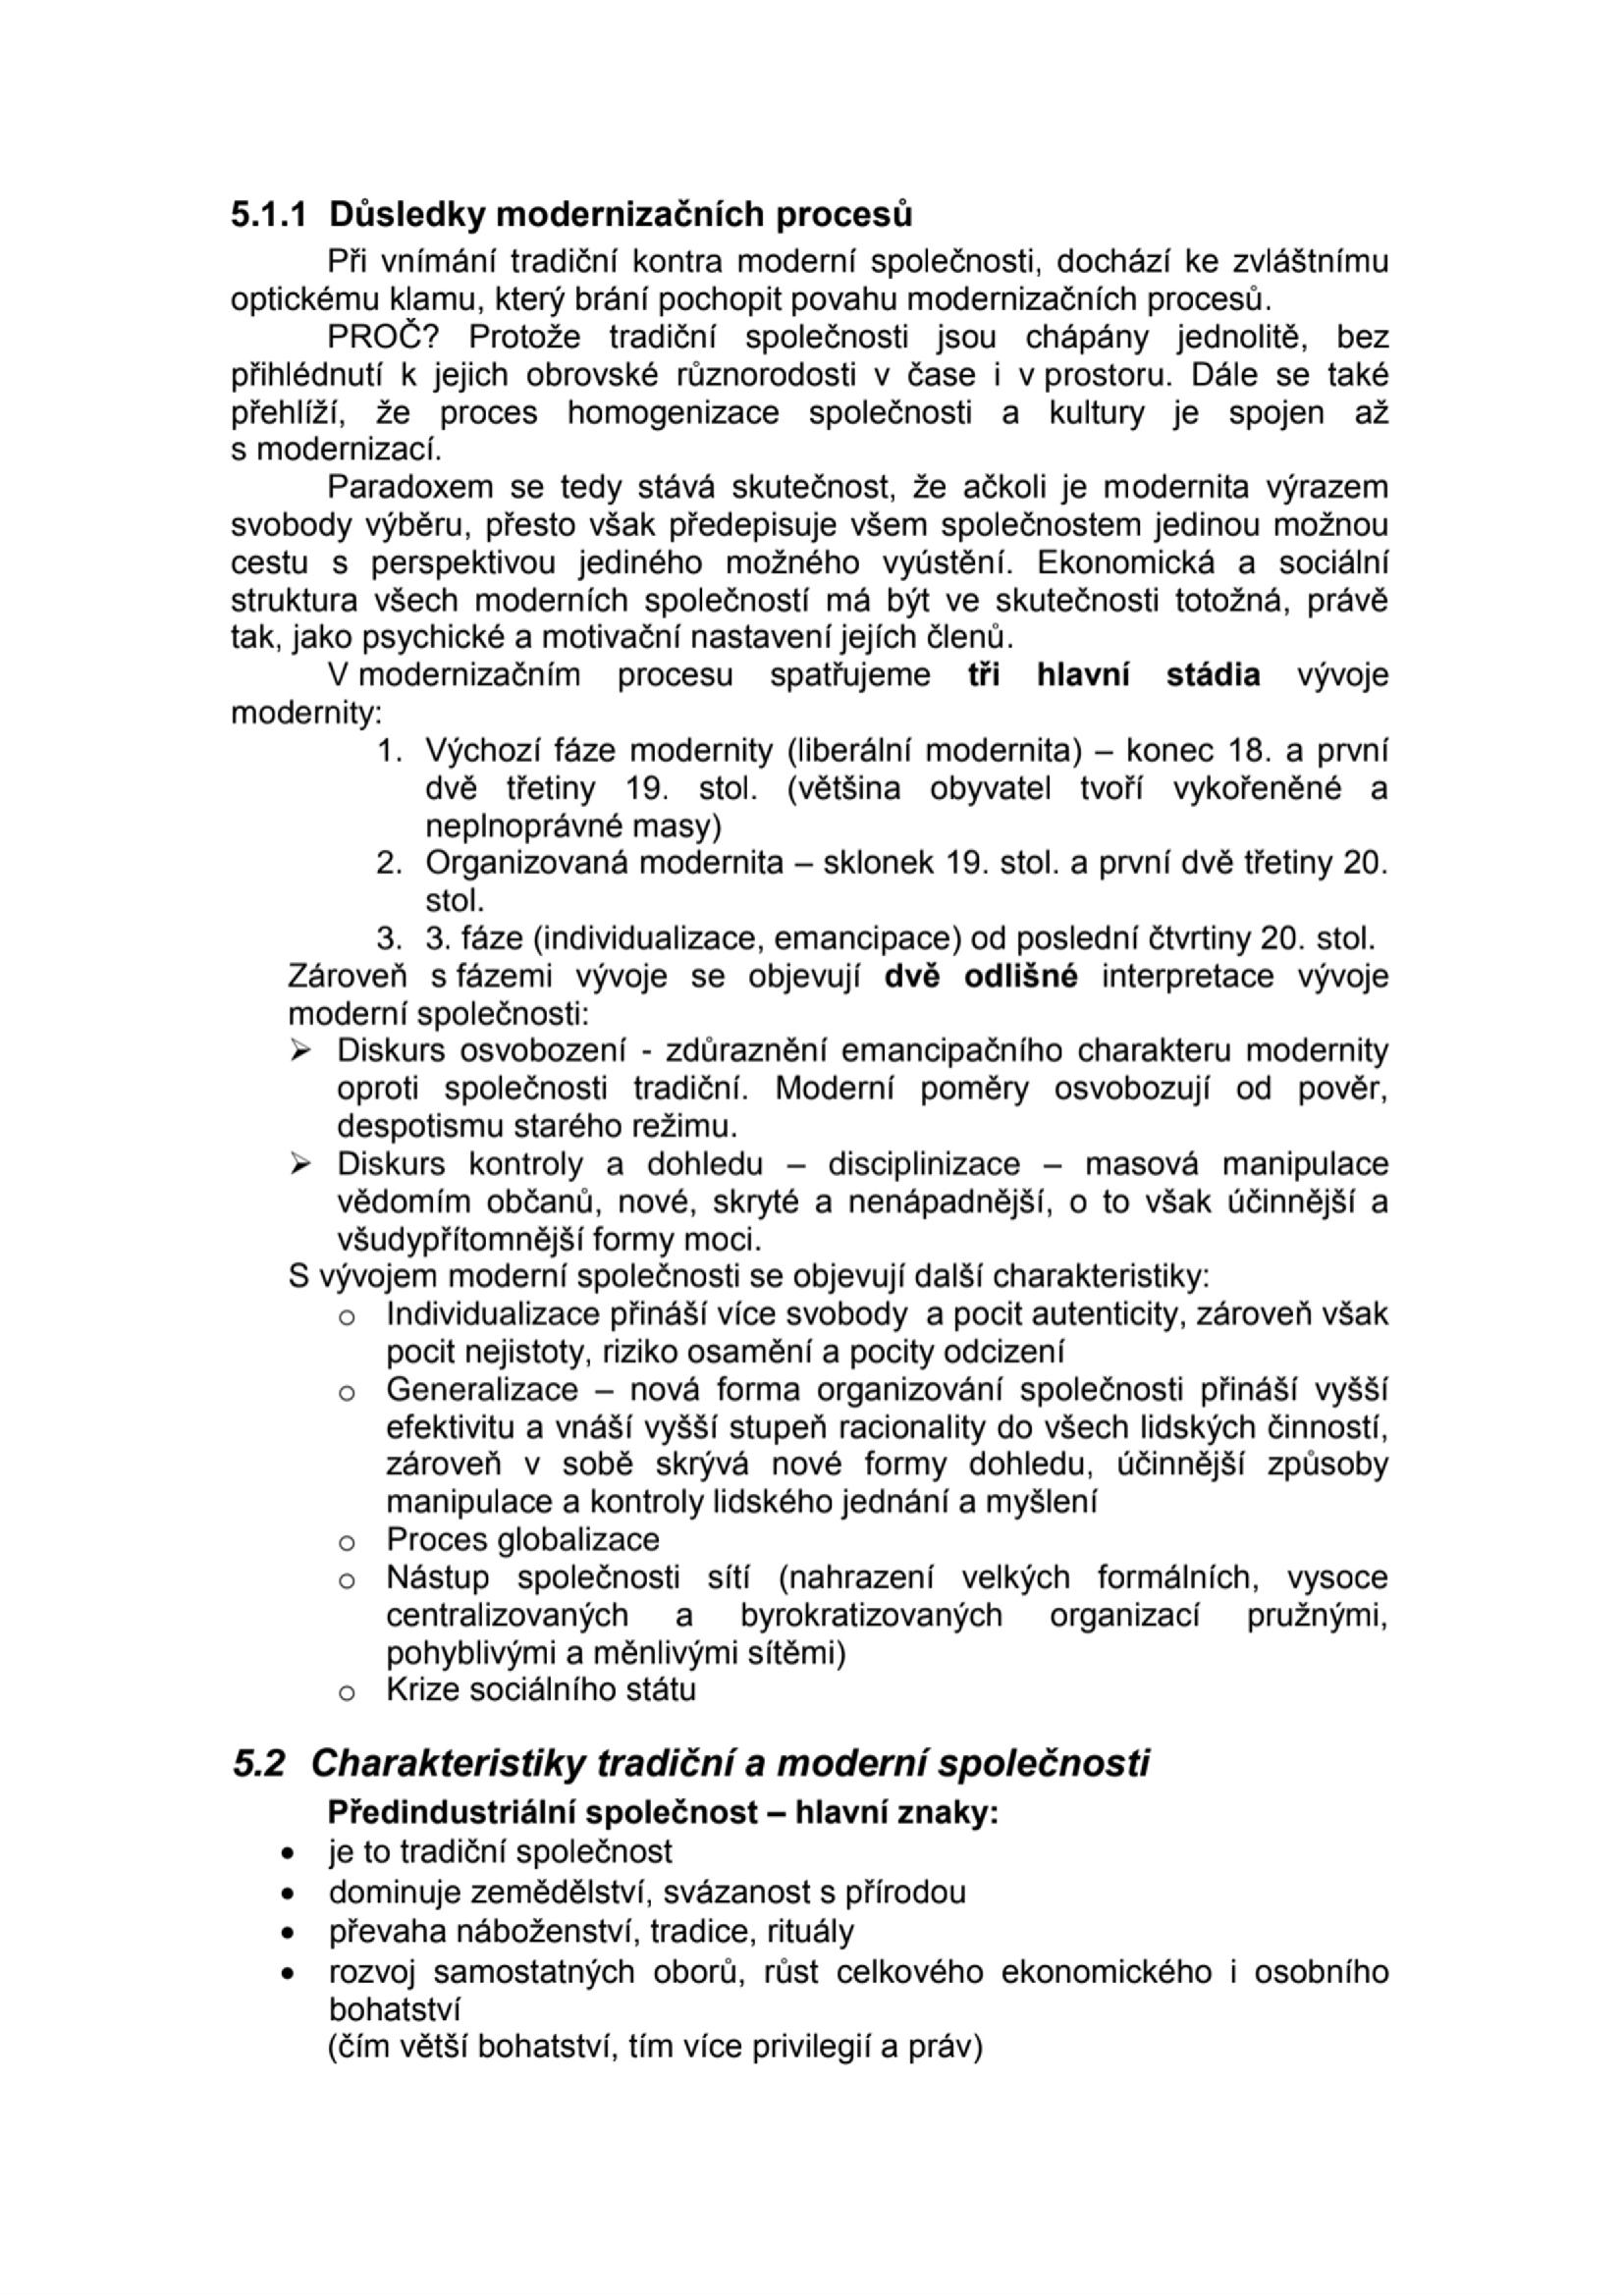 5.1.1 Důsledky modernizačních procesů
Při vnímání tradiční kontra moderní společnosti, dochází ke zvláštnímu
optickému klamu, který brání pochopit povahu modernizačních procesů.
PROČ? Protože tradiční společnosti jsou chápány jednolitě, bez
přihlédnutí k jejich obrovské různorodosti v čase i v prostoru. Dále se také
přehlíží, že proces homogenizace společnosti a kultury je spojen až
s modernizací.
Paradoxem se tedy stává skutečnost, že ačkoli je modernita výrazem
svobody výběru, přesto však předepisuje všem společnostem jedinou možnou
cestu s perspektivou jediného možného vyústění. Ekonomická a sociální
struktura všech moderních společností má být ve skutečnosti totožná, právě
tak, jako psychické a motivační nastavení jejích členů.
V modernizačním procesu spatřujeme tři hlavní stádia vývoje
modernity:
1. Výchozí fáze modernity (liberální modernita) – konec 18. a první
dvě třetiny 19. stol. (většina obyvatel tvoří vykořeněné a
neplnoprávné masy)
2. Organizovaná modernita – sklonek 19. stol. a první dvě třetiny 20.
stol.
3. 3. fáze (individualizace, emancipace) od poslední čtvrtiny 20. stol.
Zároveň s fázemi vývoje se objevují dvě odlišné interpretace vývoje
moderní společnosti:
➢ Diskurs osvobození - zdůraznění emancipačního charakteru modernity
oproti společnosti tradiční. Moderní poměry osvobozují od pověr,
despotismu starého režimu.
➢ Diskurs kontroly a dohledu – disciplinizace – masová manipulace
vědomím občanů, nové, skryté a nenápadnější, o to však účinnější a
všudypřítomnější formy moci.
S vývojem moderní společnosti se objevují další charakteristiky:
o Individualizace přináší více svobody a pocit autenticity, zároveň však
pocit nejistoty, riziko osamění a pocity odcizení
o Generalizace – nová forma organizování společnosti přináší vyšší
efektivitu a vnáší vyšší stupeň racionality do všech lidských činností,
zároveň v sobě skrývá nové formy dohledu, účinnější způsoby
manipulace a kontroly lidského jednání a myšlení
o Proces globalizace
o Nástup společnosti sítí (nahrazení velkých formálních, vysoce
centralizovaných a byrokratizovaných organizací pružnými,
pohyblivými a měnlivými sítěmi)
o Krize sociálního státu
5.2 Charakteristiky tradiční a moderní společnosti
Předindustriální společnost – hlavní znaky:
• je to tradiční společnost
• dominuje zemědělství, svázanost s přírodou
• převaha náboženství, tradice, rituály
• rozvoj samostatných oborů, růst celkového ekonomického i osobního
bohatství
(čím větší bohatství, tím více privilegií a práv)